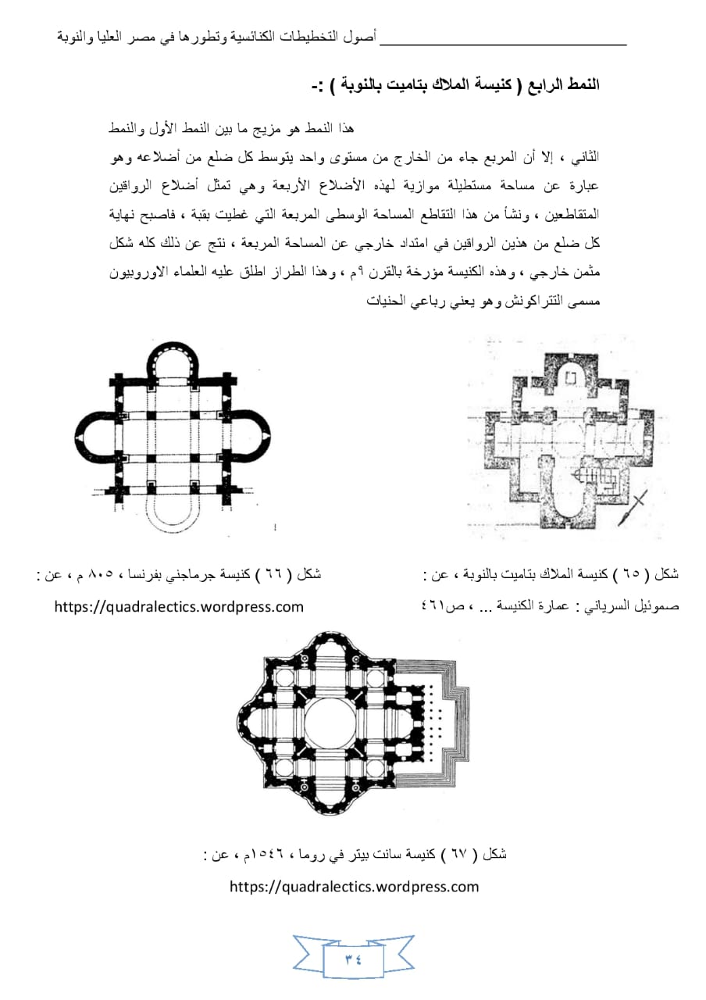 أصول التخطيطات الكنائسية وتطورها في مصر العليا والنوبة
النمط الرابع ( كنيسة الملاك بتاميت بالنوبة ) :-
هذا النمط هو مزيج ما بين النمط الأول والنمط
الثاني ، إلا أن المربع جاء من الخارج من مستوى واحد يتوسط كل ضلع من أضلاعه وهو
عبارة عن مساحة مستطيلة موازية لهذه الأضلاع الأربعة وهي تمثل أضلاع الرواقين
المتقاطعين ، ونشأ من هذا التقاطع المساحة الوسطى المربعة التي غطيت بقبة ، فاصبح نهاية
كل ضلع من هذين الرواقين في امتداد خارجي عن المساحة المربعة ، نتج عن ذلك كله شكل
مثمن خارجي ، وهذه الكنيسة مؤرخة بالقرن ٩م ، وهذا الطراز اطلق عليه العلماء الاوروبيون
مسمى التتراكونش وهو يعني رباعي الحنيات
شكل ( ٦٥ ) كنيسة الملاك بتاميت بالنوبة ، عن :
صموئيل السرياني : عمارة الكنيسة ... ، ص٤٦١
شكل ( ٦٦ ) كنيسة جرماجني بفرنسا ، ٨٠٥ م ، عن :
https://quadralectics.wordpress.com
شكل ( ٦٧ ) كنيسة سانت بيتر في روما ، ١٥٤٦م ، عن :
https://quadralectics.wordpress.com
٣٤